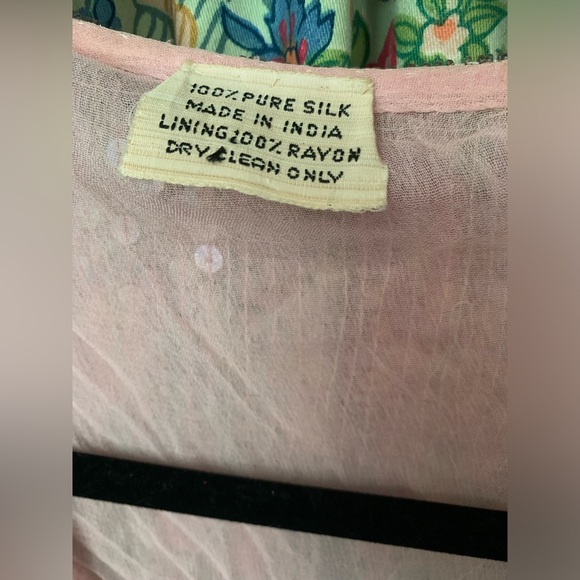 100% PURE SILK
MADE IN INDIA
LINING 100% RAYON
DRY CLEAN ONLY